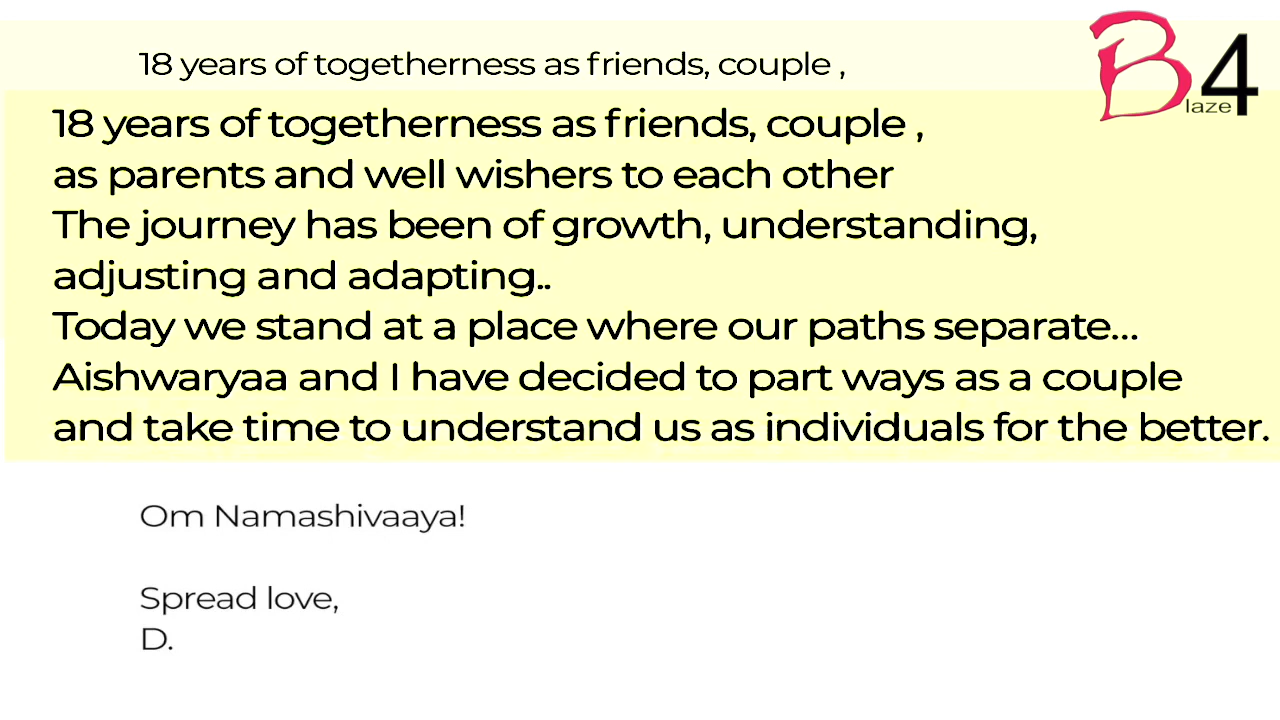 18 years of togetherness as friends, couple ,
18 years of togetherness as friends, couple ,
as parents and well wishers to each other
The journey has been of growth, understanding,
adjusting and adapting..
Today we stand at a place where our paths separate...
Aishwaryaa and I have decided to part ways as a couple
and take time to understand us as individuals for the better.
Om Namashivaaya!
Spread love,
D.
B4
laze